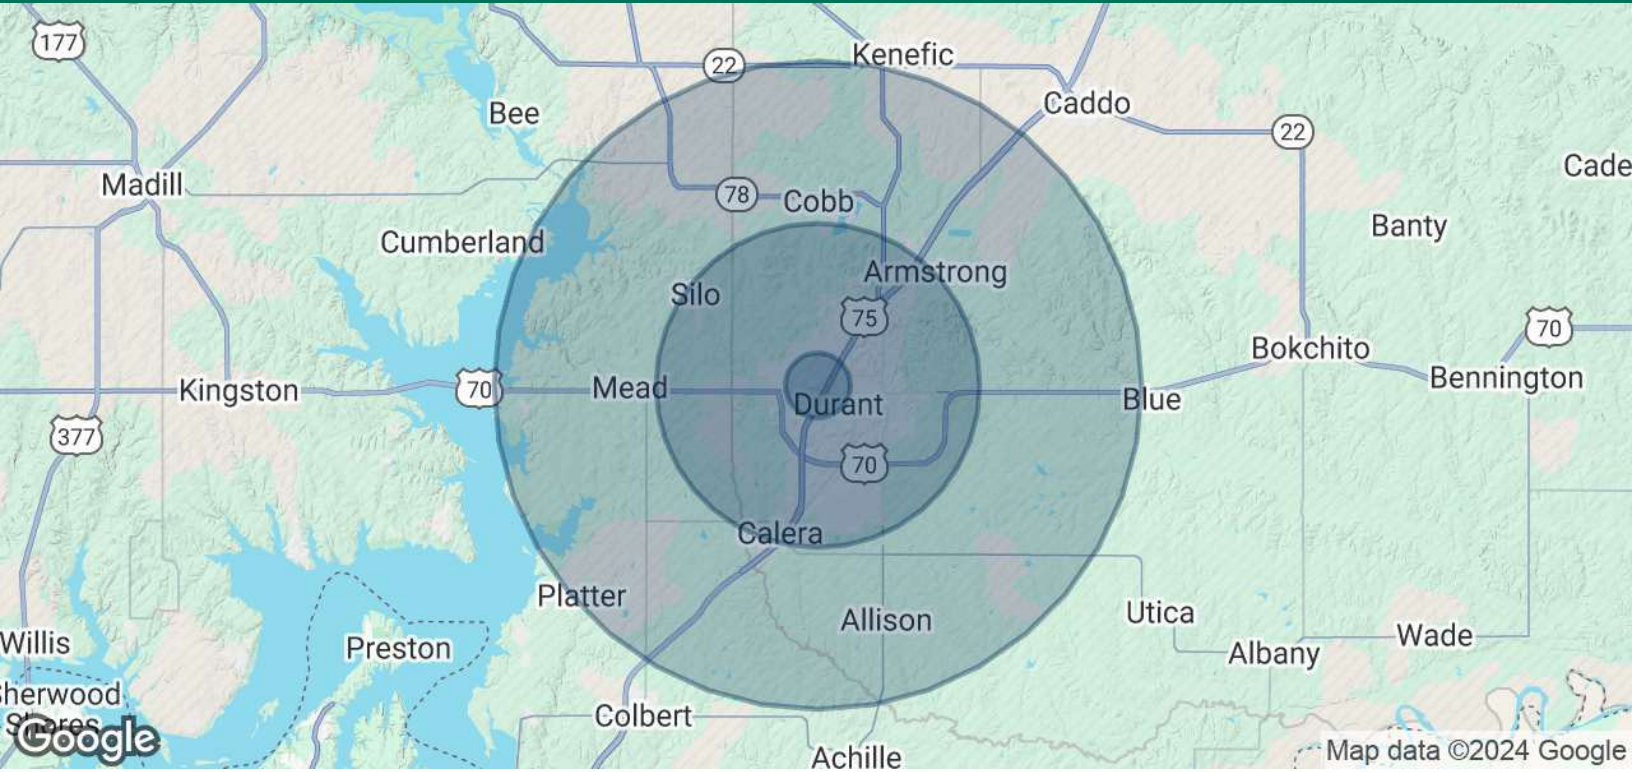 177
22
Kenefic
Bee
Caddo
22
Cade
Madill
78
Cobb
Banty
Cumberland
Armstrong
Silo
75
70
Bokchito
Kingston
70
Mead
Bennington
Durant
Blue
377
70
Calera
Platter
Allison
Utica
Willis
Preston
Wade
Albany
Sherwood
Shores
Colbert
Google
Achille
Map data ©2024 Google